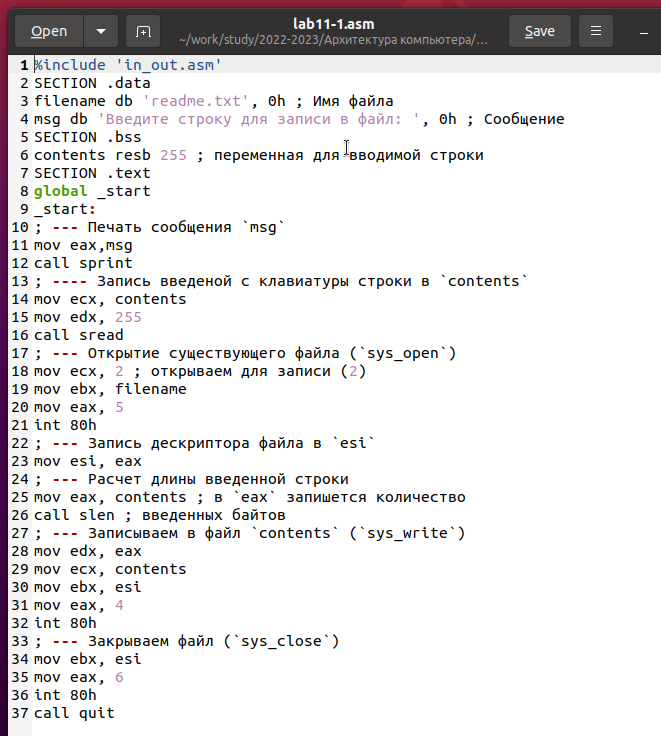 Open
lab11-1.asm
~/work/study/2022-2023/Архитектура компьютера/…
Save
1 %include 'in_out.asm'
2 SECTION .data
3 filename db 'readme.txt', 0h ; Имя файла
4 msg db 'Введите строку для записи в файл: ', 0h ; Сообщение
5 SECTION .bss
6 contents resb 255 ; переменная для вводимой строки
7 SECTION .text
8 global _start
9 _start:
10 ; --- Печать сообщения `msg`
11 mov eax,msg
12 call sprint
13 ; ---- Запись введеной с клавиатуры строки в `contents`
14 mov ecx, contents
15 mov edx, 255
16 call sread
17 ; --- Открытие существующего файла (`sys_open`)
18 mov ecx, 2 ; открываем для записи (2)
19 mov ebx, filename
20 mov eax, 5
21 int 80h
22 ; --- Запись дескриптора файла в `esi`
23 mov esi, eax
24 ; --- Расчет длины введенной строки
25 mov eax, contents ; в `eax` запишется количество
26 call slen ; введенных байтов
27 ; --- Записываем в файл `contents` (`sys_write`)
28 mov edx, eax
29 mov ecx, contents
30 mov ebx, esi
31 mov eax, 4
32 int 80h
33 ; --- Закрываем файл (`sys_close`)
34 mov ebx, esi
35 mov eax, 6
36 int 80h
37 call quit